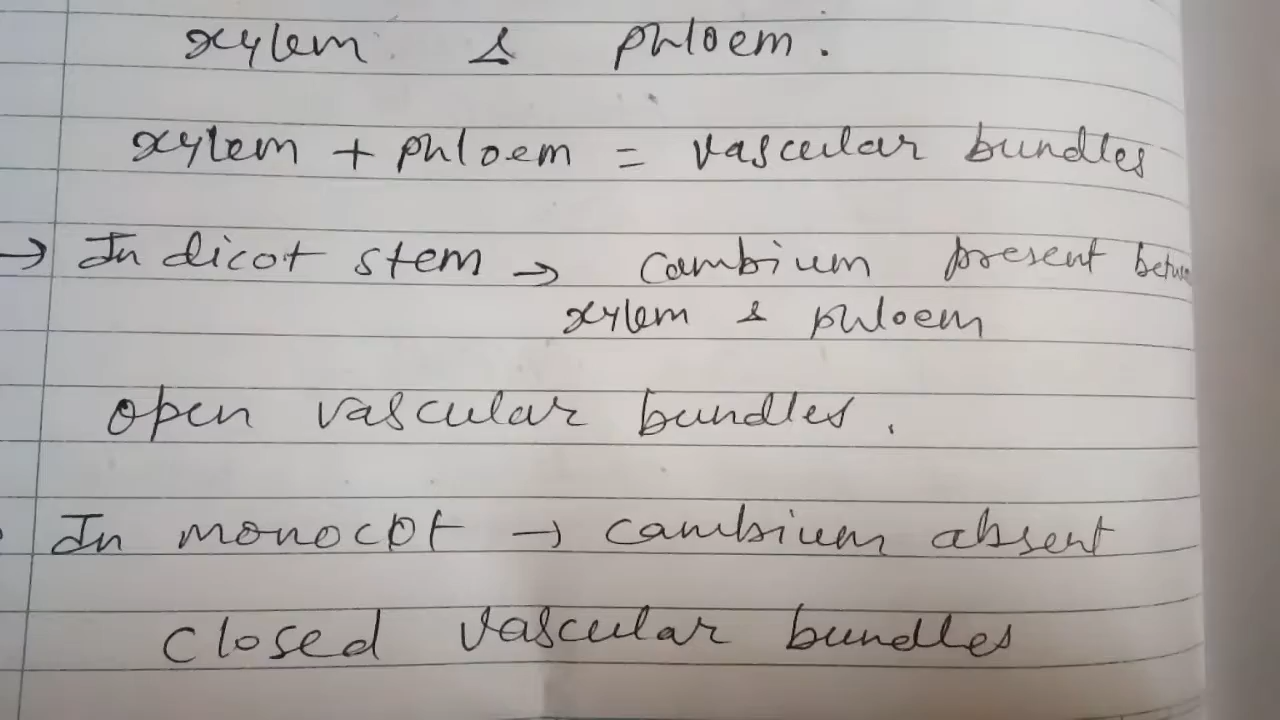 xylem & phloem.
xylem + phloem = vascular bundles
→ In dicot stem → cambium present
xylem & phloem
open vascular bundles.
In monocot → cambium absent
closed vascular bundles